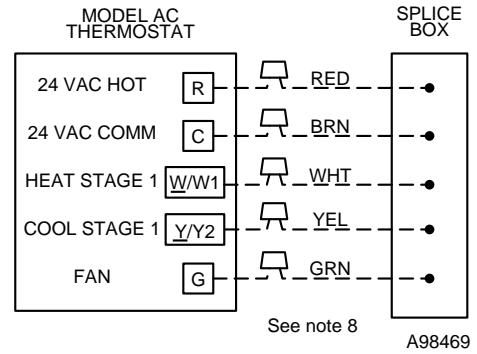 MODEL AC
THERMOSTAT
SPLICE
BOX
24 VAC HOT R RED
24 VAC COMM C BRN
HEAT STAGE 1 W/W1 WHT
COOL STAGE 1 Y/Y2 YEL
FAN G GRN
See note 8
A98469